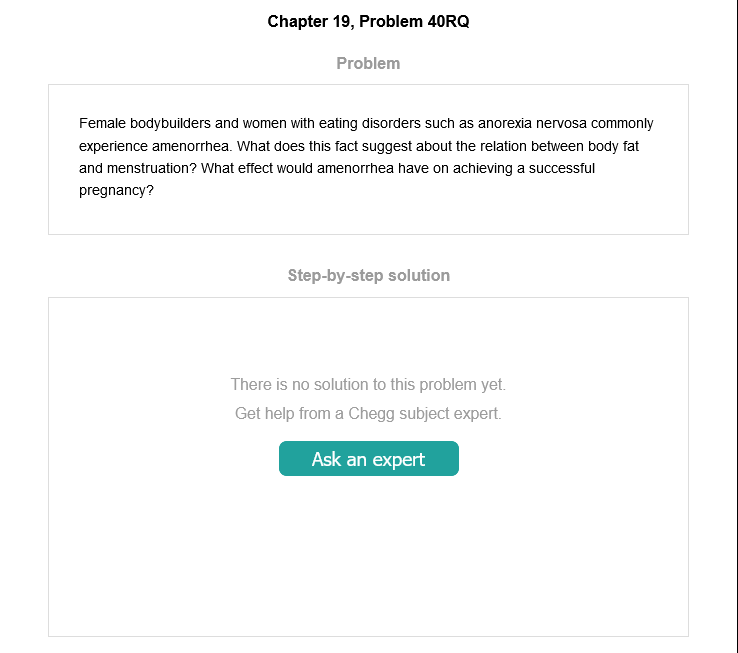 Chapter 19, Problem 40RQ
Problem
Female bodybuilders and women with eating disorders such as anorexia nervosa commonly
experience amenorrhea. What does this fact suggest about the relation between body fat
and menstruation? What effect would amenorrhea have on achieving a successful
pregnancy?
Step-by-step solution
There is no solution to this problem yet.
Get help from a Chegg subject expert.
Ask an expert